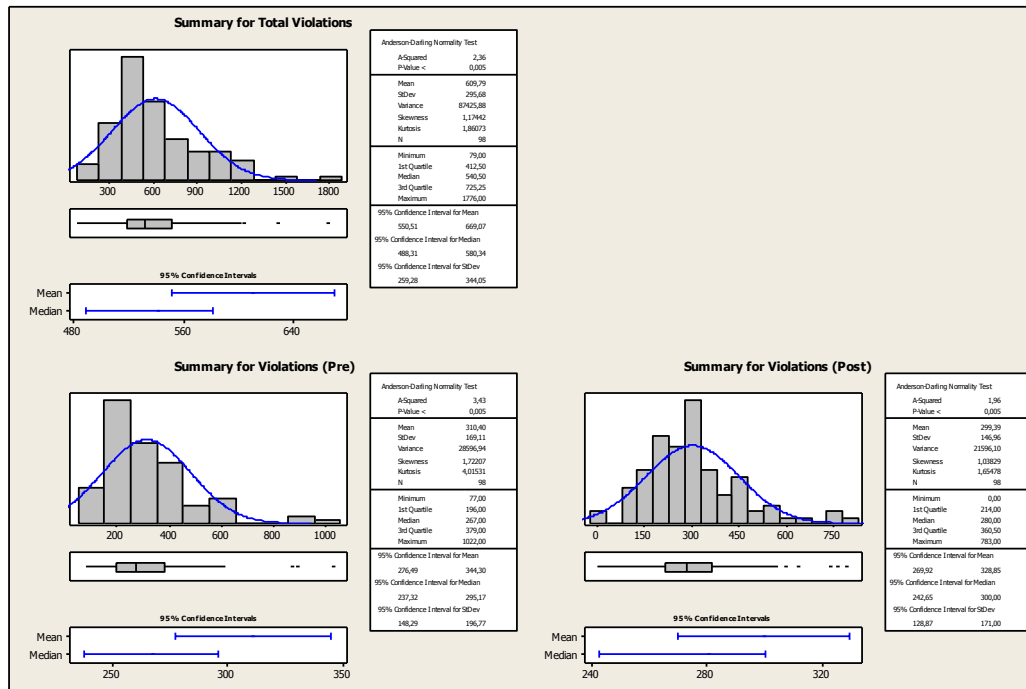 Summary for Total Violations
300 600 900 1200 1500 1800
95% Confidence Intervals
Mean
Median
480 560 640
Anderson-Darling Normality Test
A-Squared 2,36
P-Value < 0,005
Mean 609,79
StDev 295,68
Variance 87425,88
Skewness 1,17442
Kurtosis 1,86073
N 98
Minimum 79,00
1st Quartile 412,50
Median 540,50
3rd Quartile 725,25
Maximum 1776,00
95% Confidence Interval for Mean
550,51 669,07
95% Confidence Interval for Median
488,31 580,34
95% Confidence Interval for StDev
259,28 344,05
Summary for Violations (Pre)
200 400 600 800 1000
95% Confidence Intervals
Mean
Median
250 300 350
Anderson-Darling Normality Test
A-Squared 3,43
P-Value < 0,005
Mean 310,40
StDev 169,11
Variance 28596,94
Skewness 1,72207
Kurtosis 4,01531
N 98
Minimum 77,00
1st Quartile 196,00
Median 267,00
3rd Quartile 379,00
Maximum 1022,00
95% Confidence Interval for Mean
276,49 344,30
95% Confidence Interval for Median
237,32 295,17
95% Confidence Interval for StDev
148,29 196,77
Summary for Violations (Post)
0 150 300 450 600 750
95% Confidence Intervals
Mean
Median
240 280 320
Anderson-Darling Normality Test
A-Squared 1,96
P-Value < 0,005
Mean 299,39
StDev 146,96
Variance 21596,10
Skewness 1,03829
Kurtosis 1,65478
N 98
Minimum 0,00
1st Quartile 214,00
Median 280,00
3rd Quartile 360,50
Maximum 783,00
95% Confidence Interval for Mean
269,92 328,85
95% Confidence Interval for Median
242,65 300,00
95% Confidence Interval for StDev
128,87 171,00